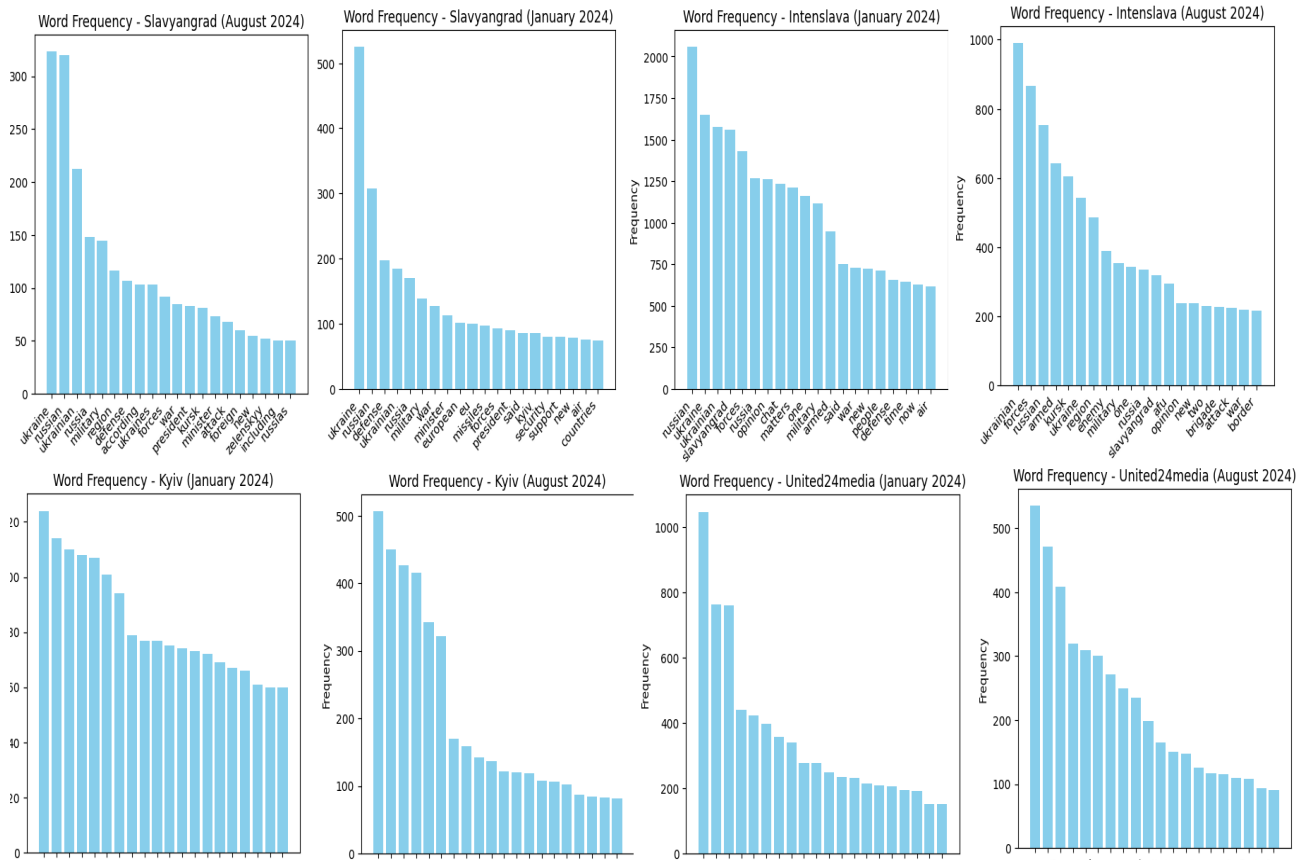 Word Frequency - Slavyangrad (August 2024)
300
250
200
150
100
50
0
ukraine
russian
ukrainian
russia
military
region
defense
according
ukraines
forces
war
president
kursk
minister
attack
foreign
new
zelenskyy
including
russias
Word Frequency - Slavyangrad (January 2024)
500
400
300
200
100
0
ukraine
russian
defense
ukrainian
russia
military
war
minister
european
eu
missiles
forces
president
said
kyiv
security
support
new
air
countries
Word Frequency - Intenslava (January 2024)
Frequency
2000
1750
1500
1250
1000
750
500
250
0
russian
ukraine
ukrainian
slavyangrad
forces
russia
opinion
chat
matters
one
military
armed
said
war
new
people
defense
time
now
air
Word Frequency - Intenslava (August 2024)
Frequency
1000
800
600
400
200
0
ukrainian
forces
russian
armed
kursk
ukraine
region
enemy
military
one
russia
slavyangrad
afu
opinion
new
two
brigade
attack
war
border
Word Frequency - Kyiv (January 2024)
20
00
80
60
40
20
0
Word Frequency - Kyiv (August 2024)
Frequency
500
400
300
200
100
0
Word Frequency - United24media (January 2024)
Frequency
1000
800
600
400
200
0
Word Frequency - United24media (August 2024)
Frequency
500
400
300
200
100
0